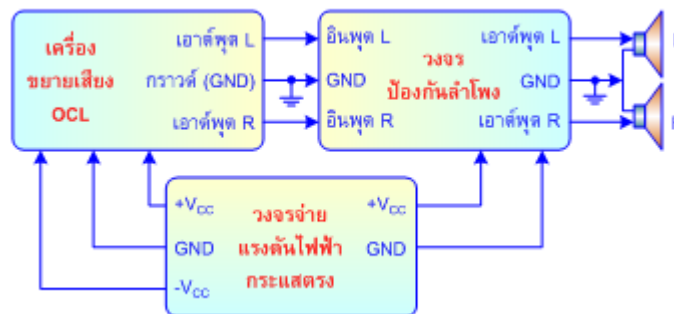 เครื่อง
ขยายเสียง
OCL
เอาต์พุต L
กราวด์ (GND)
เอาต์พุต R
อินพุต L
GND
อินพุต R
วงจร
ป้องกันลำโพง
เอาต์พุต L
GND
เอาต์พุต R
+VCC
GND
-VCC
วงจรจ่าย
แรงดันไฟฟ้า
กระแสตรง
+VCC
GND